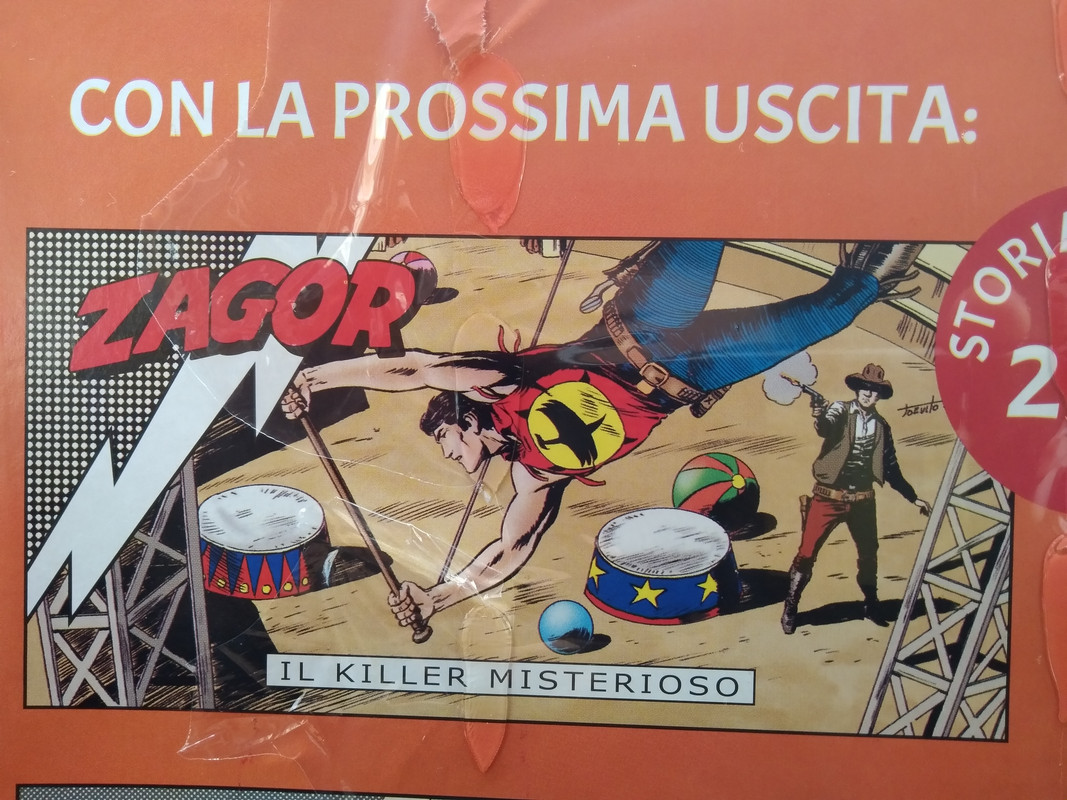 CON LA PROSSIMA USCITA:
ZAGOR
STORIA
2
IL KILLER MISTERIOSO